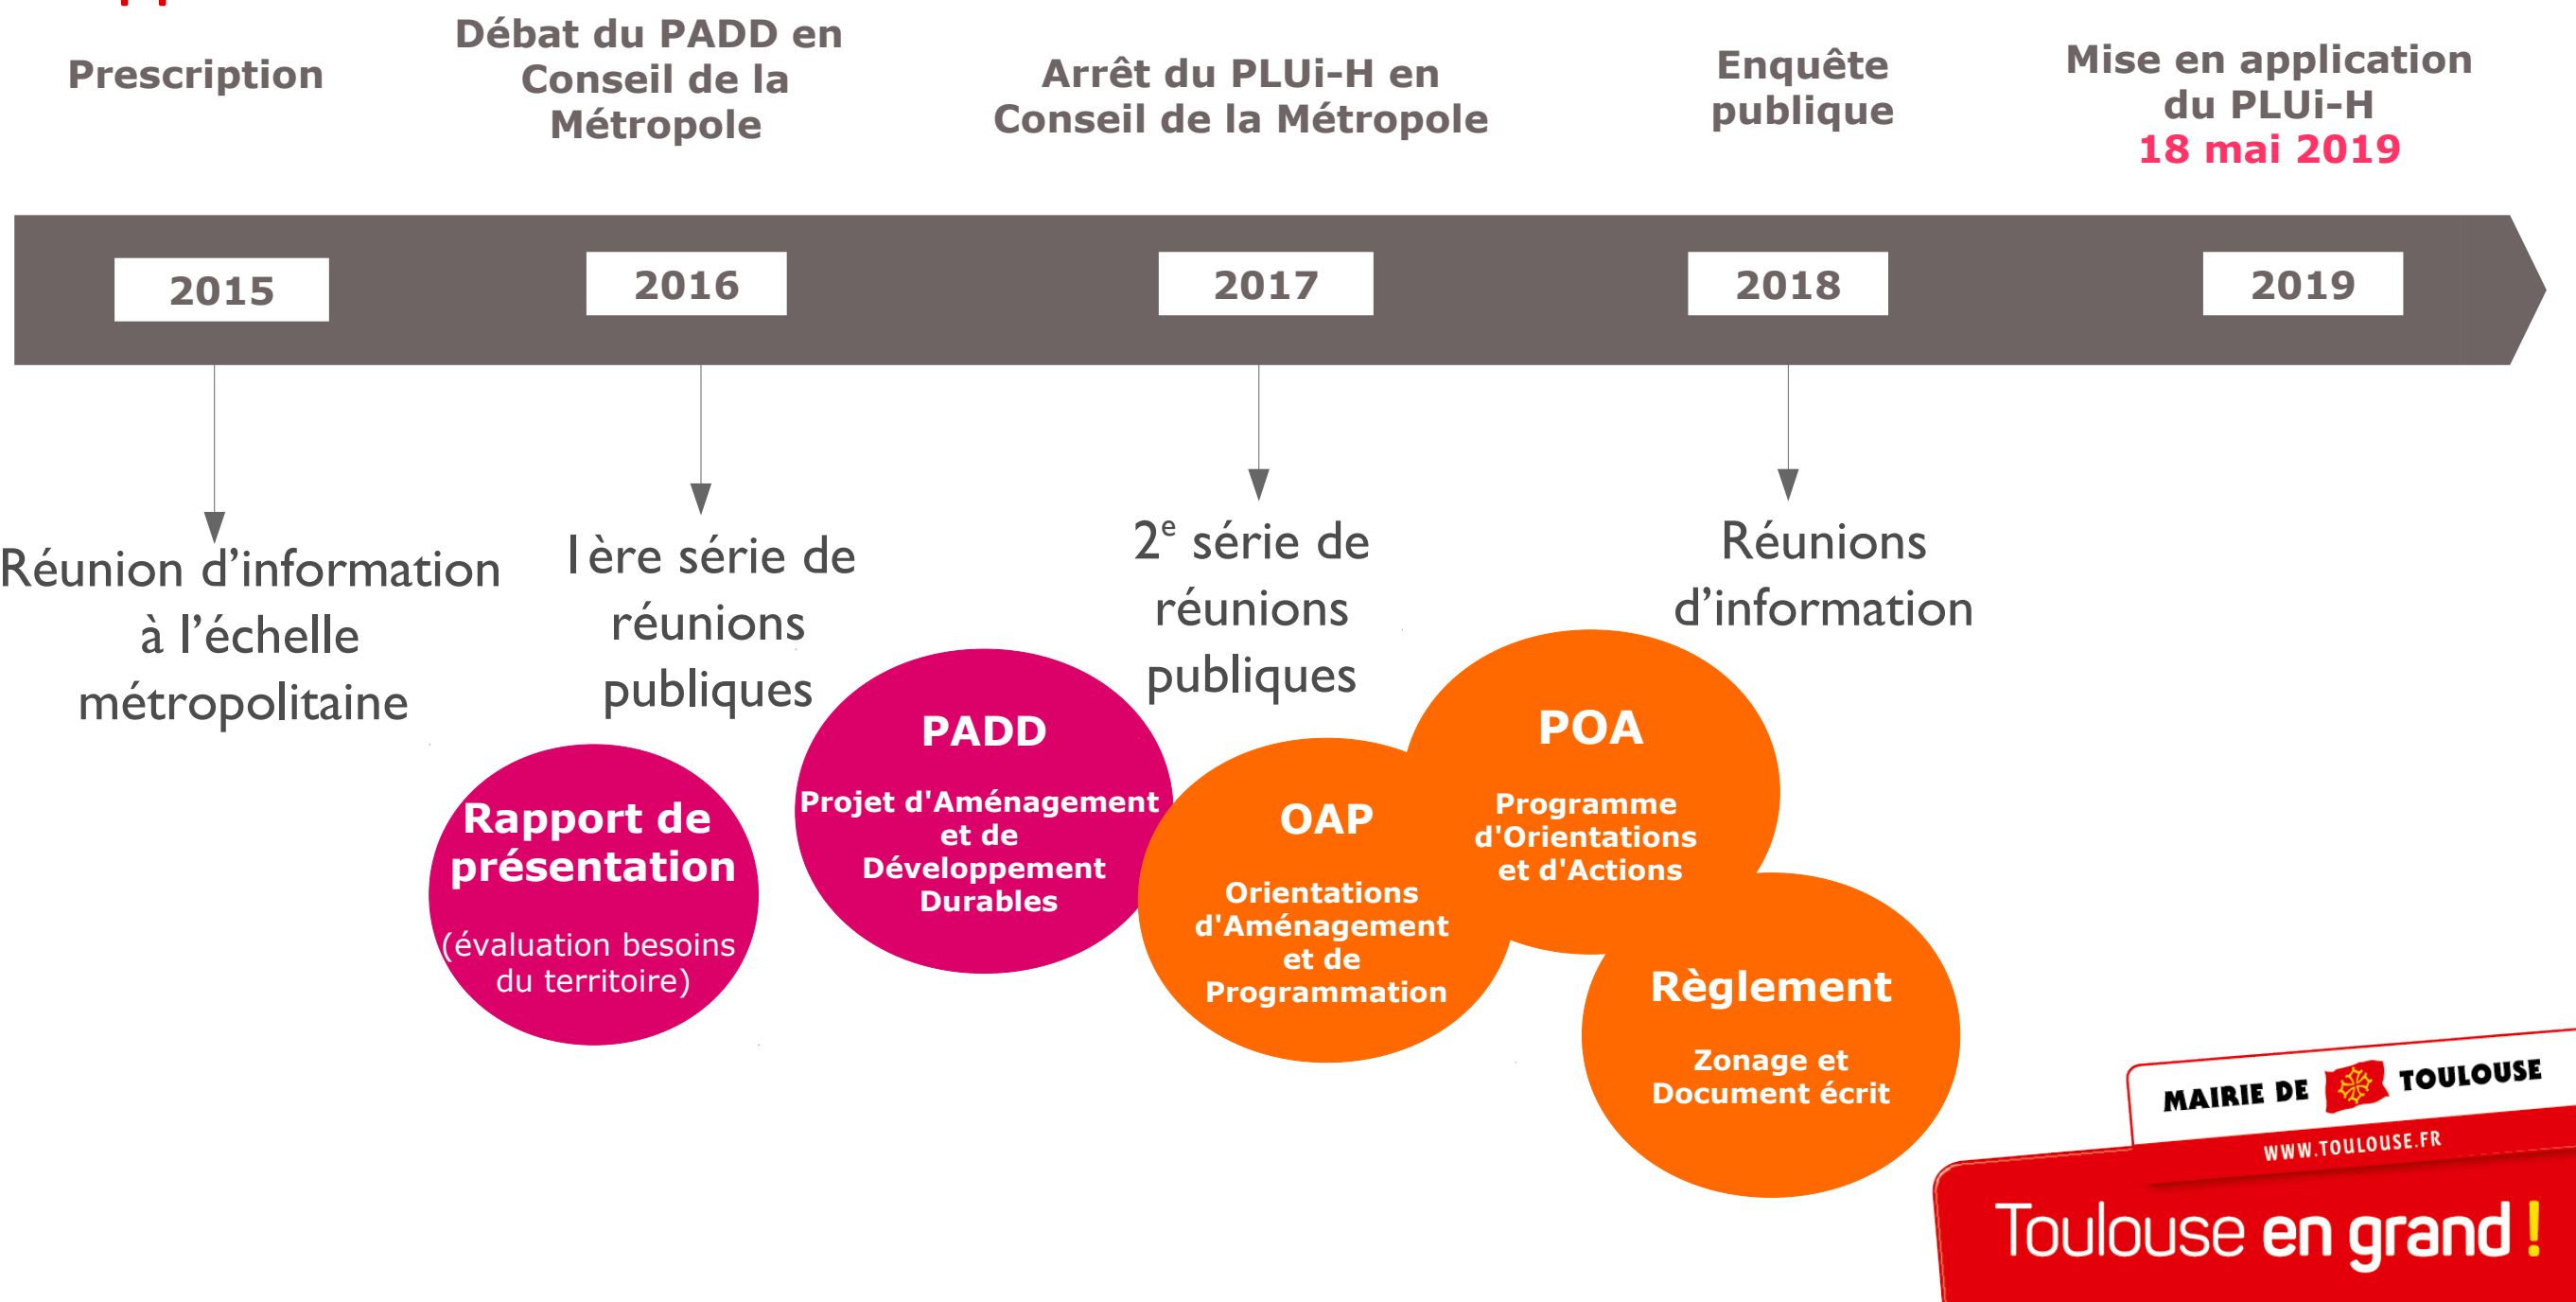 Prescription
Débat du PADD en
Conseil de la
Métropole
Arrêt du PLUi-H en
Conseil de la Métropole
Enquête
publique
Mise en application
du PLUi-H
18 mai 2019
2015
2016
2017
2018
2019
Réunion d’information
à l’échelle
métropolitaine
1ère série de
réunions
publiques
2e série de
réunions
publiques
Réunions
d’information
Rapport de
présentation
(évaluation besoins
du territoire)
PADD
Projet d'Aménagement
et de
Développement
Durables
OAP
Orientations
d'Aménagement
et de
Programmation
POA
Programme
d'Orientations
et d'Actions
Règlement
Zonage et
Document écrit
MAIRIE DE TOULOUSE
WWW.TOULOUSE.FR
Toulouse en grand !